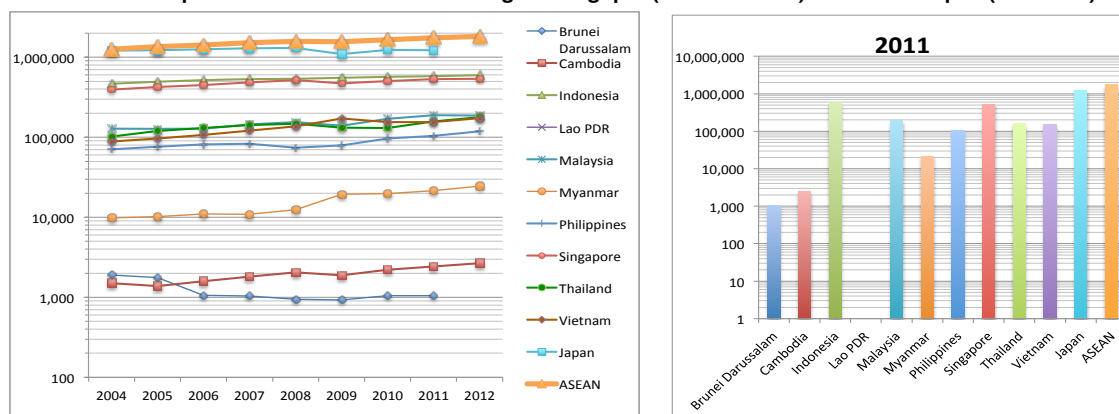 1,000,000
100,000
10,000
1,000
100
2004 2005 2006 2007 2008 2009 2010 2011 2012
Brunei
Darussalam
Cambodia
Indonesia
Lao PDR
Malaysia
Myanmar
Philippines
Singapore
Thailand
Vietnam
Japan
ASEAN
2011
10,000,000
1,000,000
100,000
10,000
1,000
100
10
1
Brunei Darussalam
Cambodia
Indonesia
Lao PDR
Malaysia
Myanmar
Philippines
Singapore
Thailand
Vietnam
Japan
ASEAN